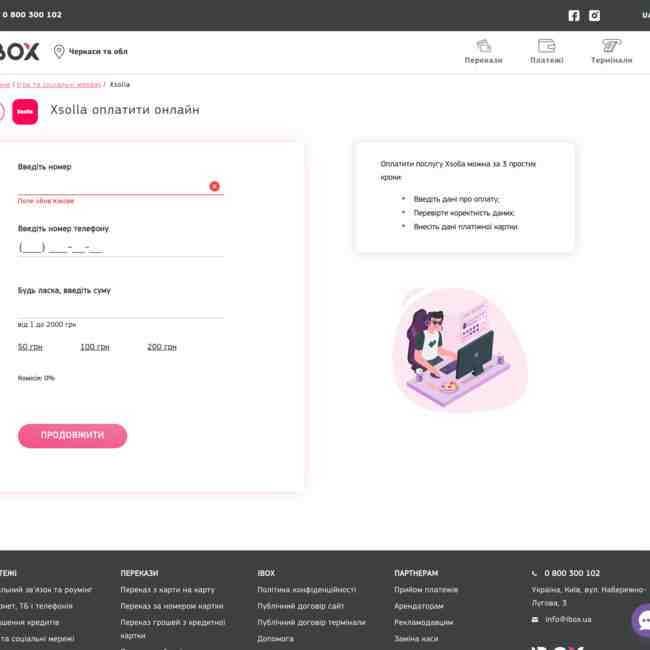 0 800 300 102
UA
BOX
Черкаси та обл
Перекази
Платежі
Термінали
Ігри та соціальні мережі / Xsolla
Xsolla
Xsolla оплатити онлайн
Введіть номер
Поле обов'язкове
Введіть номер телефону
(___) ___-__-__
Будь ласка, введіть суму
від 1 до 2000 грн
50 грн
100 грн
200 грн
Комісія: 0%
ПРОДОВЖИТИ
Оплатити послугу Xsolla можна за 3 простих
кроки:
• Введіть дані про оплату;
• Перевірте коректність даних;
• Внесіть дані платіжної картки.
ТЕЖІ
льний зв'язок та роумінг
рнет, ТБ і телефонія
шення кредитів
та соціальні мережі
ПЕРЕКАЗИ
Переказ з карти на карту
Переказ за номером картки
Переказ грошей з кредитної
картки
IBOX
Політика конфіденційності
Публічний договір сайт
Публічний договір термінали
Допомога
ПАРТНЕРАМ
Прийом платежів
Арендаторам
Рекламодавцям
Заміна каси
0 800 300 102
Україна, Київ, вул. Набережно-
Лугова, 3
info@ibox.ua
IBOX